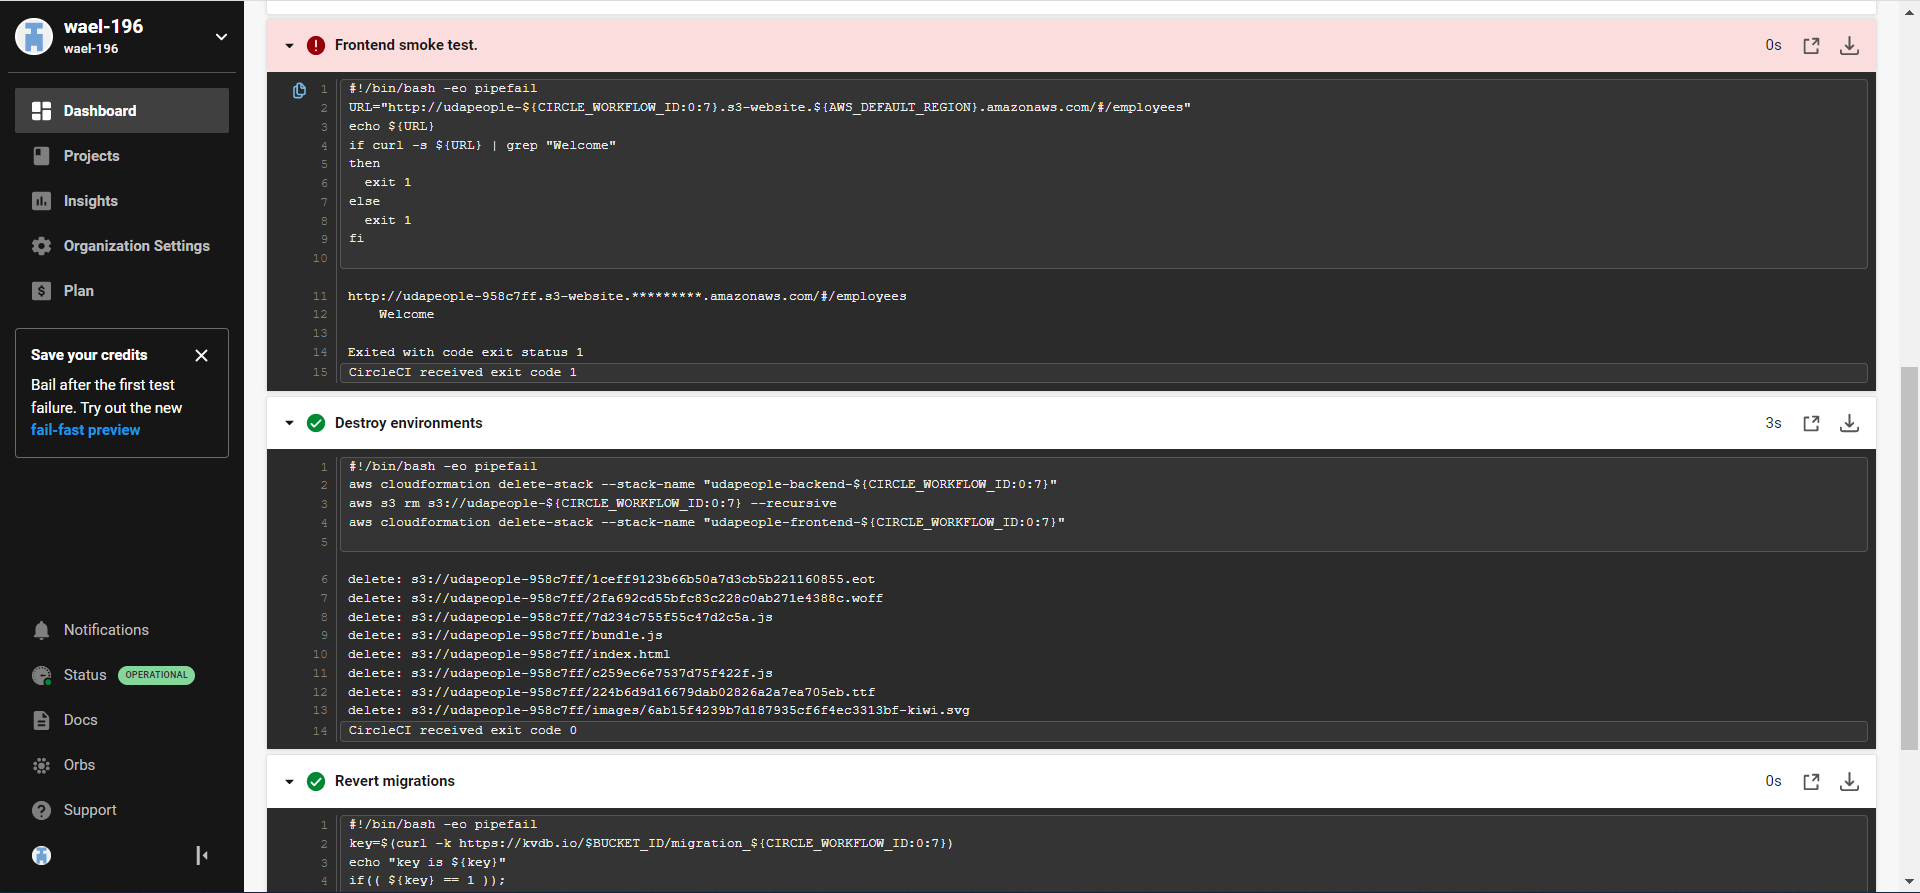 wael-196
wael-196
Dashboard
Projects
Insights
Organization Settings
Plan
Save your credits
Bail after the first test
failure. Try out the new
fail-fast preview
Notifications
Status OPERATIONAL
Docs
Orbs
Support
Frontend smoke test. 0s
1 #!/bin/bash -eo pipefail
2 URL="http://udapeople-${CIRCLE_WORKFLOW_ID:0:7}.s3-website.${AWS_DEFAULT_REGION}.amazonaws.com/#/employees"
3 echo ${URL}
4 if curl -s ${URL} | grep "Welcome"
5 then
6   exit 1
7 else
8   exit 1
9 fi
10
11 http://udapeople-958c7ff.s3-website.*********.amazonaws.com/#/employees
12     Welcome
13
14 Exited with code exit status 1
15 CircleCI received exit code 1
Destroy environments 3s
1 #!/bin/bash -eo pipefail
2 aws cloudformation delete-stack --stack-name "udapeople-backend-${CIRCLE_WORKFLOW_ID:0:7}"
3 aws s3 rm s3://udapeople-${CIRCLE_WORKFLOW_ID:0:7} --recursive
4 aws cloudformation delete-stack --stack-name "udapeople-frontend-${CIRCLE_WORKFLOW_ID:0:7}"
5
6 delete: s3://udapeople-958c7ff/1ceff9123b66b50a7d3cb5b221160855.eot
7 delete: s3://udapeople-958c7ff/2fa692cd55bfc83c228c0ab271e4388c.woff
8 delete: s3://udapeople-958c7ff/7d234c755f55c47d2c5a.js
9 delete: s3://udapeople-958c7ff/bundle.js
10 delete: s3://udapeople-958c7ff/index.html
11 delete: s3://udapeople-958c7ff/c259ec6e7537d75f422f.js
12 delete: s3://udapeople-958c7ff/224b6d9d16679dab02826a2a7ea705eb.ttf
13 delete: s3://udapeople-958c7ff/images/6ab15f4239b7d187935cf6f4ec3313bf-kiwi.svg
14 CircleCI received exit code 0
Revert migrations 0s
1 #!/bin/bash -eo pipefail
2 key=$(curl -k https://kvdb.io/$BUCKET_ID/migration_${CIRCLE_WORKFLOW_ID:0:7})
3 echo "key is ${key}"
4 if(( ${key} == 1 ));